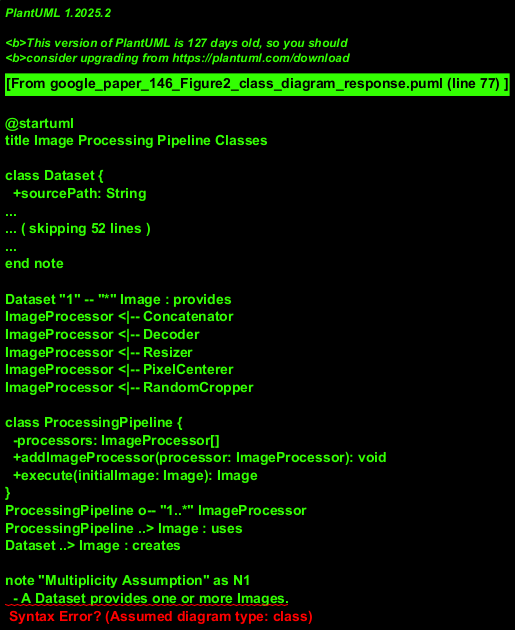 PlantUML 1.2025.2
<b>This version of PlantUML is 127 days old, so you should
<b>consider upgrading from https://plantuml.com/download
[From google_paper_146_Figure2_class_diagram_response.puml (line 77) ]
@startuml
title Image Processing Pipeline Classes
class Dataset {
+sourcePath: String
...
... ( skipping 52 lines )
...
end note
Dataset "1" -- "*" Image : provides
ImageProcessor <|-- Concatenator
ImageProcessor <|-- Decoder
ImageProcessor <|-- Resizer
ImageProcessor <|-- PixelCenterer
ImageProcessor <|-- RandomCropper
class ProcessingPipeline {
-processors: ImageProcessor[]
+addImageProcessor(processor: ImageProcessor): void
+execute(initialImage: Image): Image
}
ProcessingPipeline o-- "1..*" ImageProcessor
ProcessingPipeline ..> Image : uses
Dataset ..> Image : creates
note "Multiplicity Assumption" as N1
- A Dataset provides one or more Images.
Syntax Error? (Assumed diagram type: class)